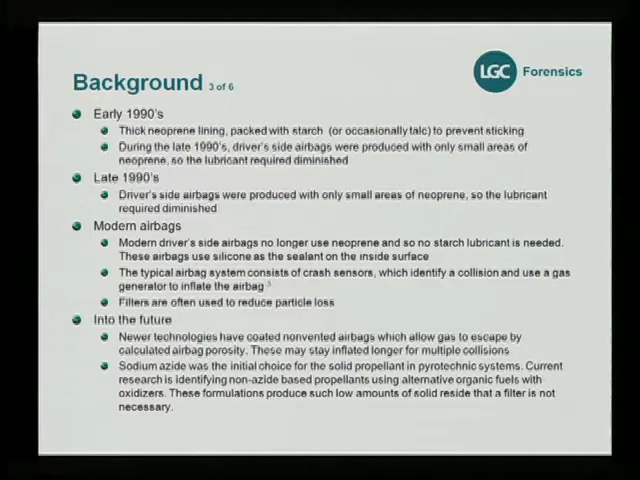 Background 3 of 6
LGC Forensics
Early 1990's
Thick neoprene lining, packed with starch (or occasionally talc) to prevent sticking
During the late 1990's, driver's side airbags were produced with only small areas of
neoprene, so the lubricant required diminished
Late 1990's
Driver's side airbags were produced with only small areas of neoprene, so the lubricant
required diminished
Modern airbags
Modern driver's side airbags no longer use neoprene and so no starch lubricant is needed.
These airbags use silicone as the sealant on the inside surface
The typical airbag system consists of crash sensors, which identify a collision and use a gas
generator to inflate the airbag 3
Filters are often used to reduce particle loss
Into the future
Newer technologies have coated nonvented airbags which allow gas to escape by
calculated airbag porosity. These may stay inflated longer for multiple collisions
Sodium azide was the initial choice for the solid propellant in pyrotechnic systems. Current
research is identifying non-azide based propellants using alternative organic fuels with
oxidizers. These formulations produce such low amounts of solid reside that a filter is not
necessary.